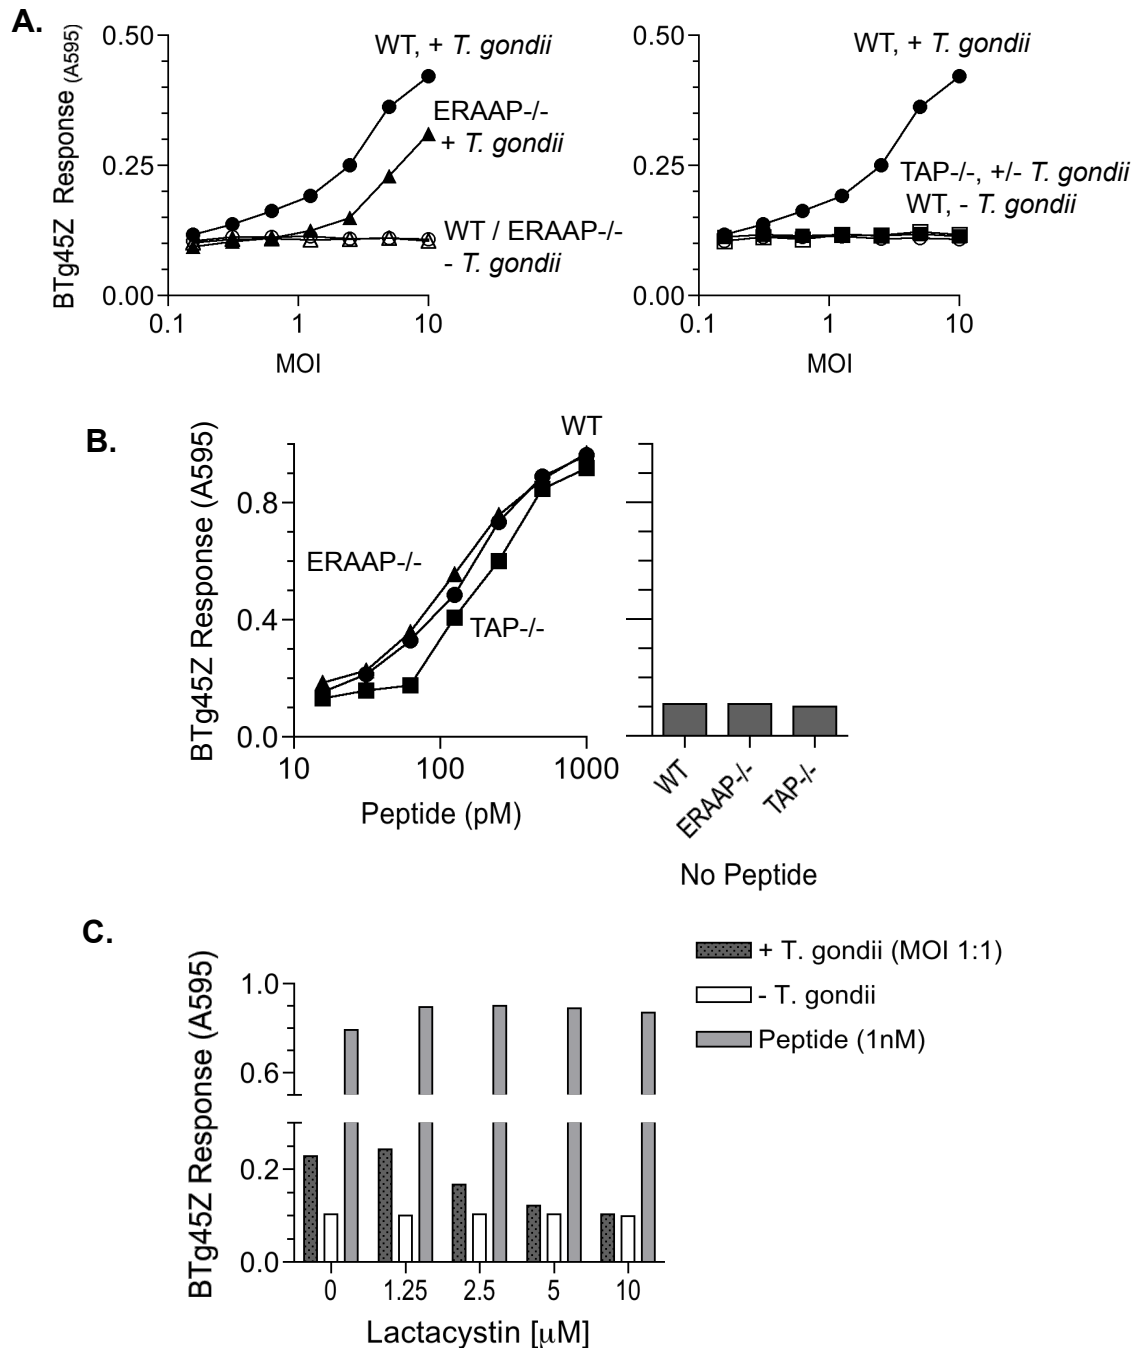 A.
BTg45Z Response (A595)
0.50
0.25
0.00
0.1
1
10
MOI
WT, + T. gondii
ERAAP-/-
+ T. gondii
WT / ERAAP-/-
- T. gondii
0.50
0.25
0.00
0.1
1
10
MOI
WT, + T. gondii
TAP-/-, +/- T. gondii
WT, - T. gondii
B.
BTg45Z Response (A595)
0.8
0.4
0.0
10
100
1000
Peptide (pM)
WT
ERAAP-/-
TAP-/-
WT
ERAAP-/-
TAP-/-
No Peptide
C.
BTg45Z Response (A595)
1.0
0.6
0.2
0.0
0
1.25
2.5
5
10
Lactacystin [μM]
+ T. gondii (MOI 1:1)
- T. gondii
Peptide (1nM)